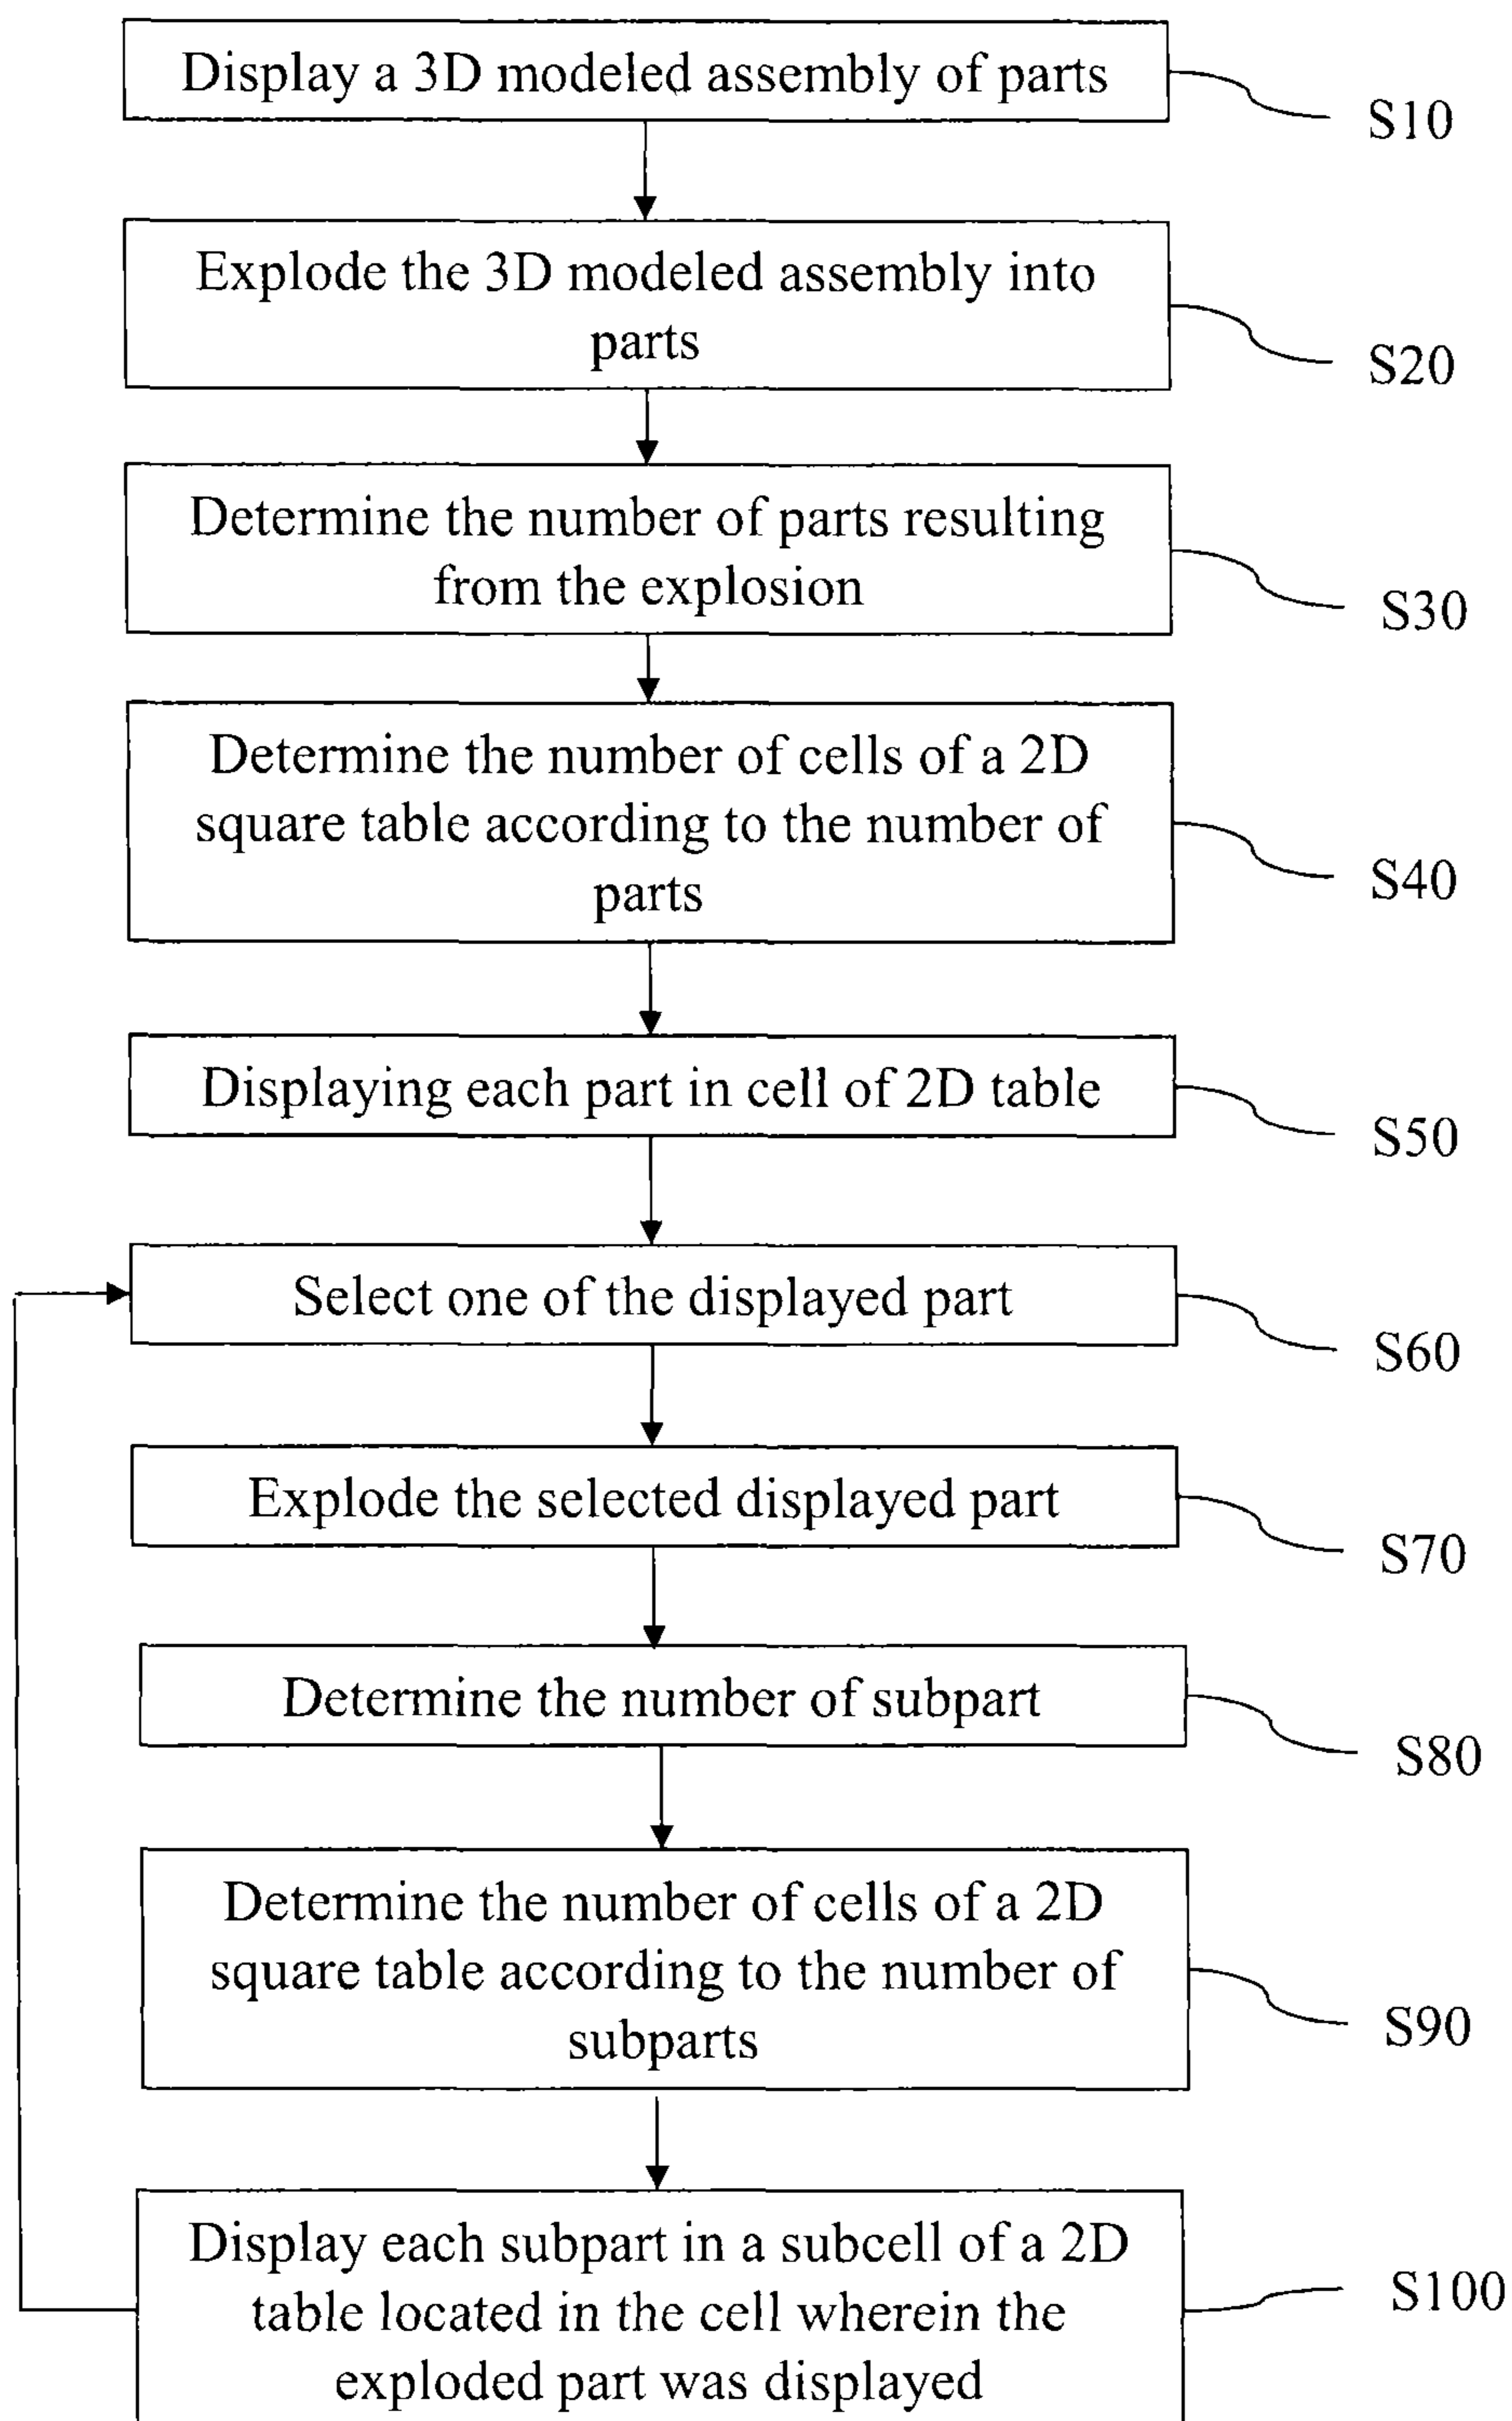 Display a 3D modeled assembly of parts
S10
Explode the 3D modeled assembly into
parts
S20
Determine the number of parts resulting
from the explosion
S30
Determine the number of cells of a 2D
square table according to the number of
parts
S40
Displaying each part in cell of 2D table
S50
Select one of the displayed part
S60
Explode the selected displayed part
S70
Determine the number of subpart
S80
Determine the number of cells of a 2D
square table according to the number of
subparts
S90
Display each subpart in a subcell of a 2D
table located in the cell wherein the
exploded part was displayed
S100